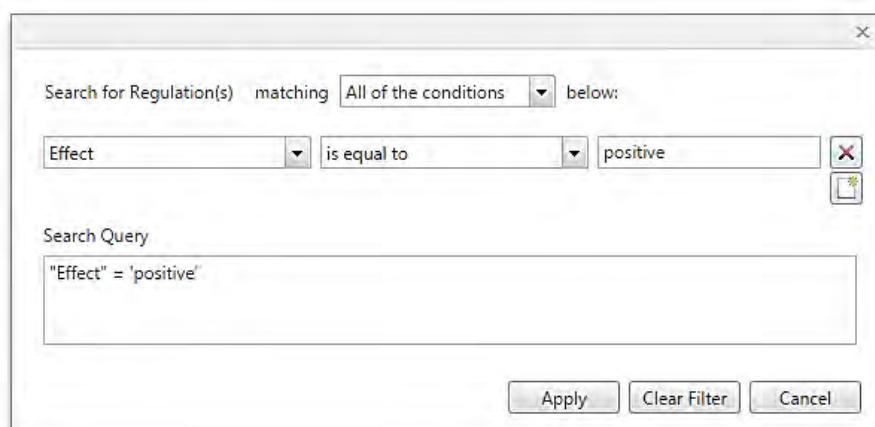 Search for Regulation(s) matching All of the conditions below:
Effect is equal to positive
Search Query
"Effect" = 'positive'
Apply Clear Filter Cancel